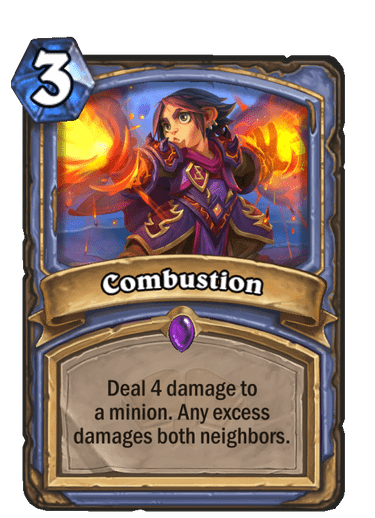 3
Combustion
Deal 4 damage to
a minion. Any excess
damages both neighbors.